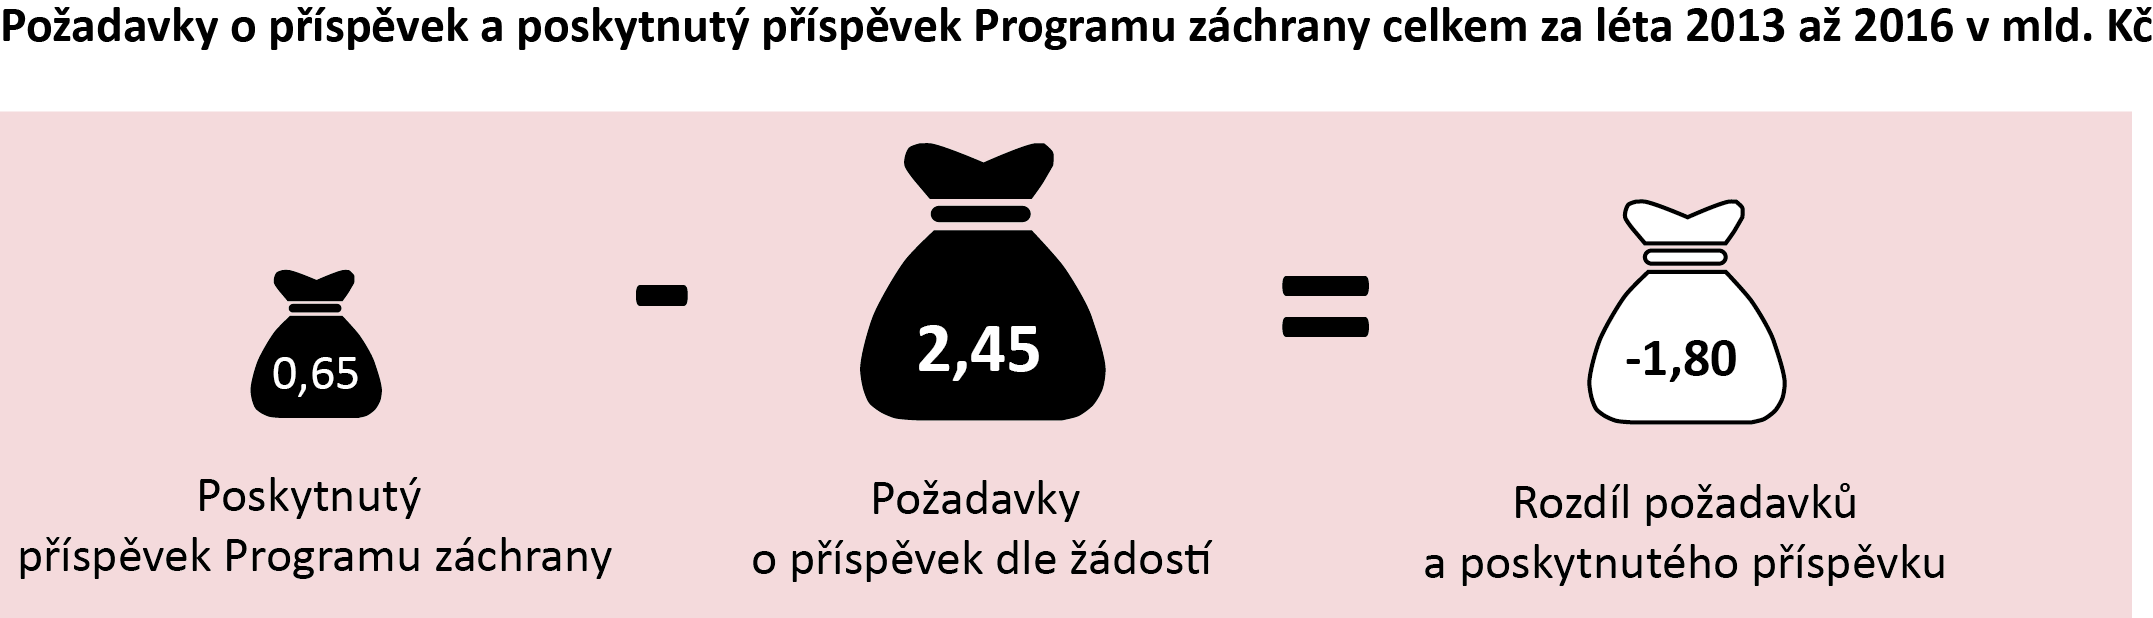 Požadavky o příspěvek a poskytnutý příspěvek Programu záchrany celkem za léta 2013 až 2016 v mld. Kč
0,65
-
2,45
=
-1,80
Poskytnutý
příspěvek Programu záchrany
Požadavky
o příspěvek dle žádostí
Rozdíl požadavků
a poskytnutého příspěvku